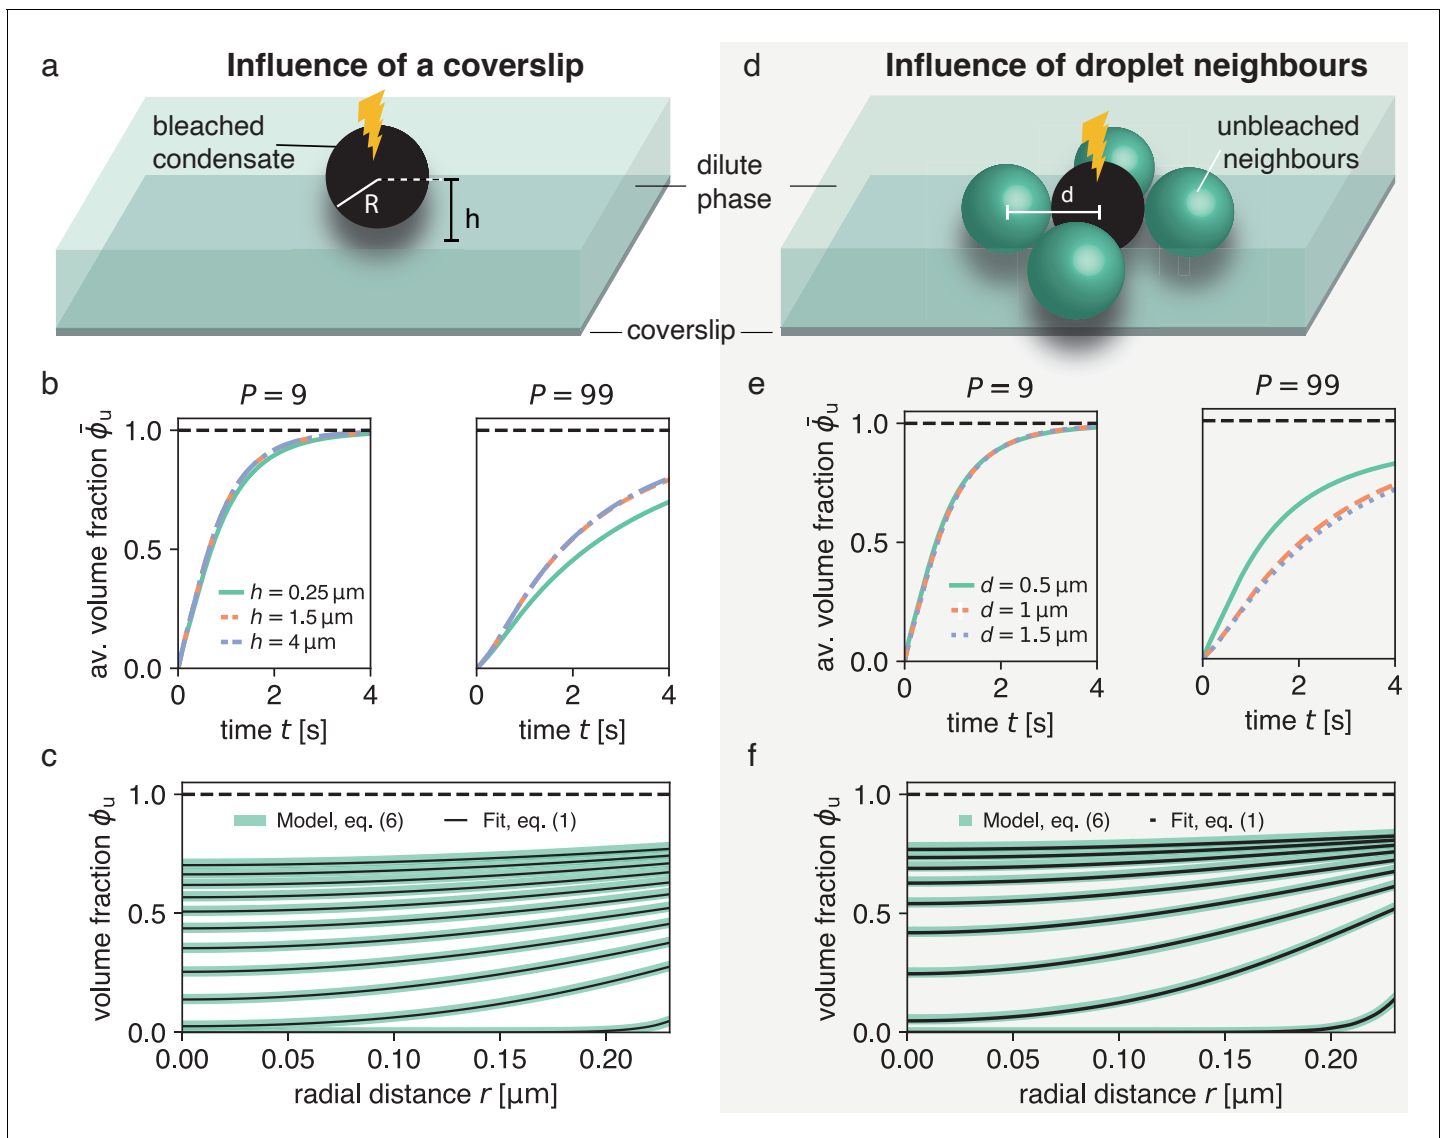 a
Influence of a coverslip
bleached
condensate
R
h
dilute
phase
coverslip
d
Influence of droplet neighbours
unbleached
neighbours
d
b
P = 9
P = 99
av. volume fraction ϕ̄u
1.0
0.5
0.0
h = 0.25 µm
h = 1.5 µm
h = 4 µm
0 2 4
0 2 4
time t [s]
time t [s]
e
P = 9
P = 99
av. volume fraction ϕ̄u
1.0
0.5
0.0
d = 0.5 µm
d = 1 µm
d = 1.5 µm
0 2 4
0 2 4
time t [s]
time t [s]
c
volume fraction ϕu
1.0
0.5
0.0
Model, eq. (6) Fit, eq. (1)
0.00 0.05 0.10 0.15 0.20
radial distance r [µm]
f
volume fraction ϕu
1.0
0.5
0.0
Model, eq. (6) Fit, eq. (1)
0.00 0.05 0.10 0.15 0.20
radial distance r [µm]